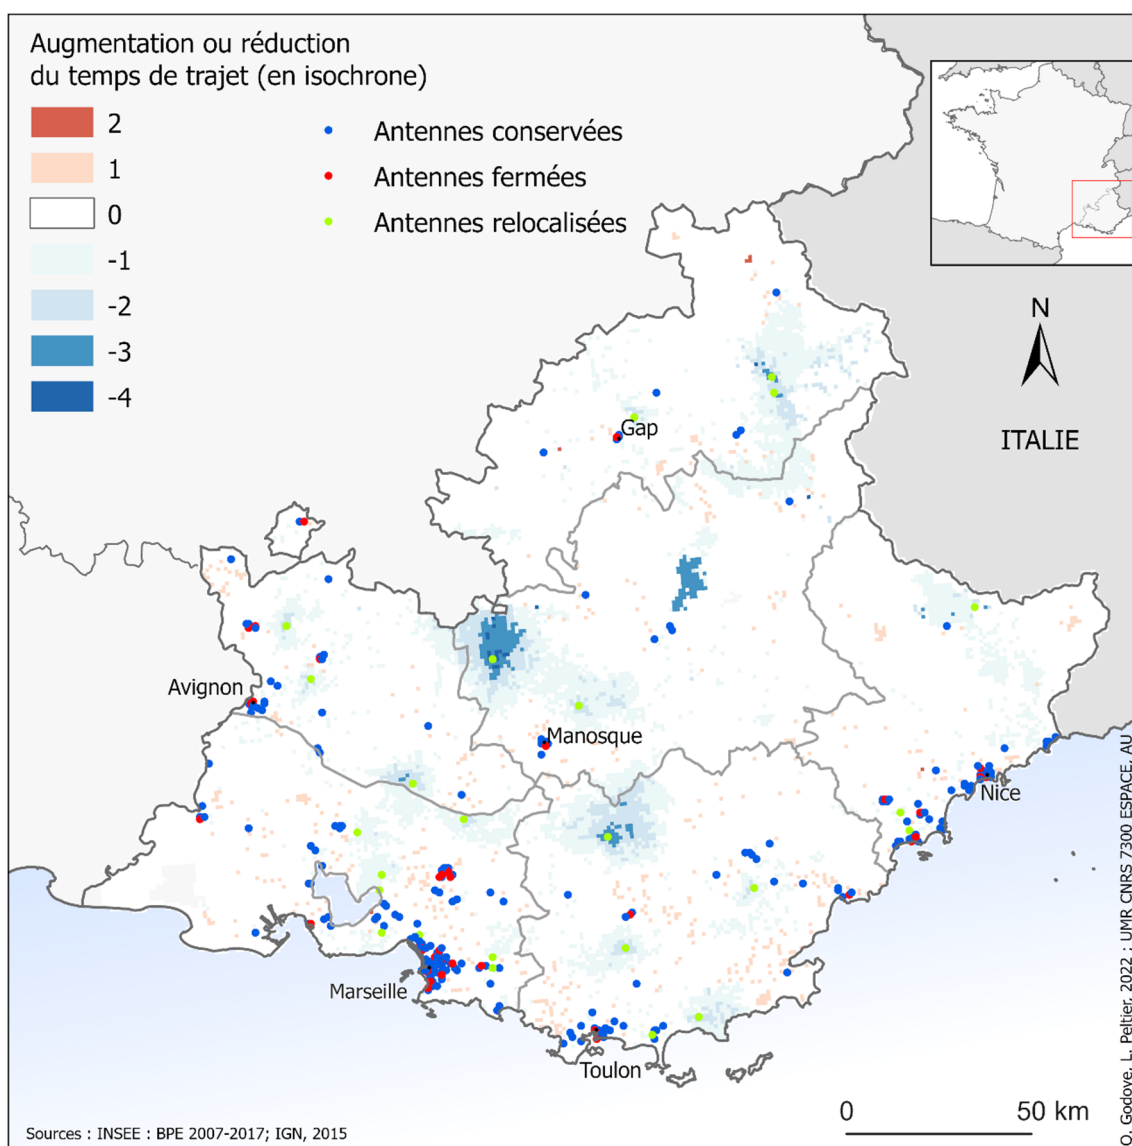 Augmentation ou réduction
du temps de trajet (en isochrone)
2
1
0
-1
-2
-3
-4
Antennes conservées
Antennes fermées
Antennes relocalisées
N
ITALIE
Gap
Avignon
Manosque
Nice
Marseille
Toulon
0 50 km
Sources : INSEE : BPE 2007-2017; IGN, 2015
O. Godoye, L. Peltier, 2022 ; UMR CNRS 7300 ESPACE, AU